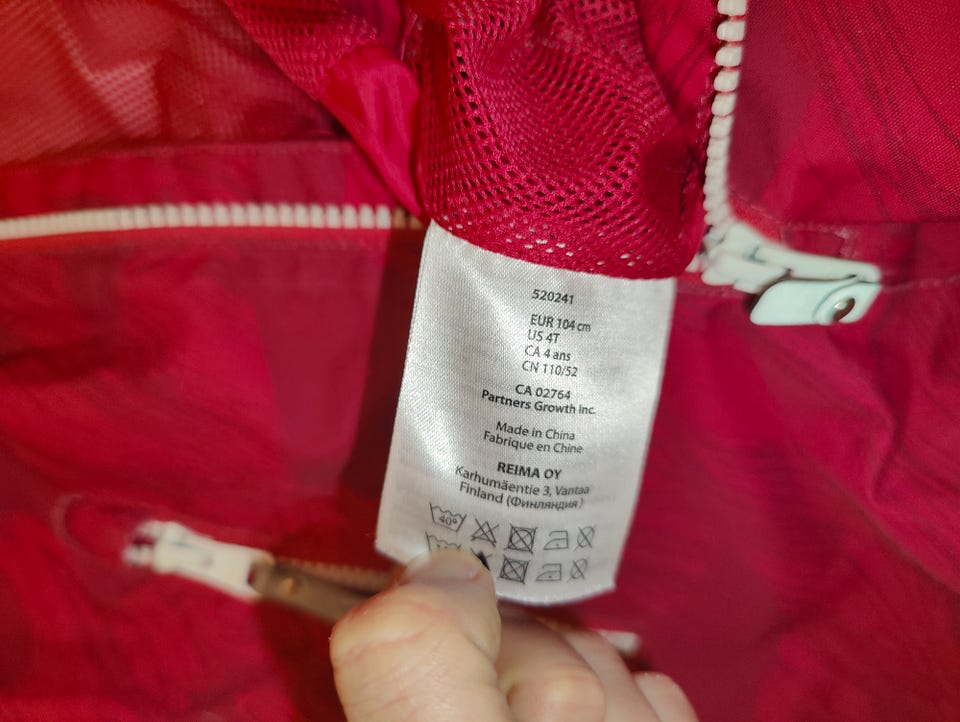 520241
EUR 104 cm
US 4T
CA 4 ans
CN 110/52
CA 02764
Partners Growth Inc.
Made in China
Fabrique en Chine
REIMA OY
Karhumäentie 3, Vantaa
Finland (Финляндия)
40°